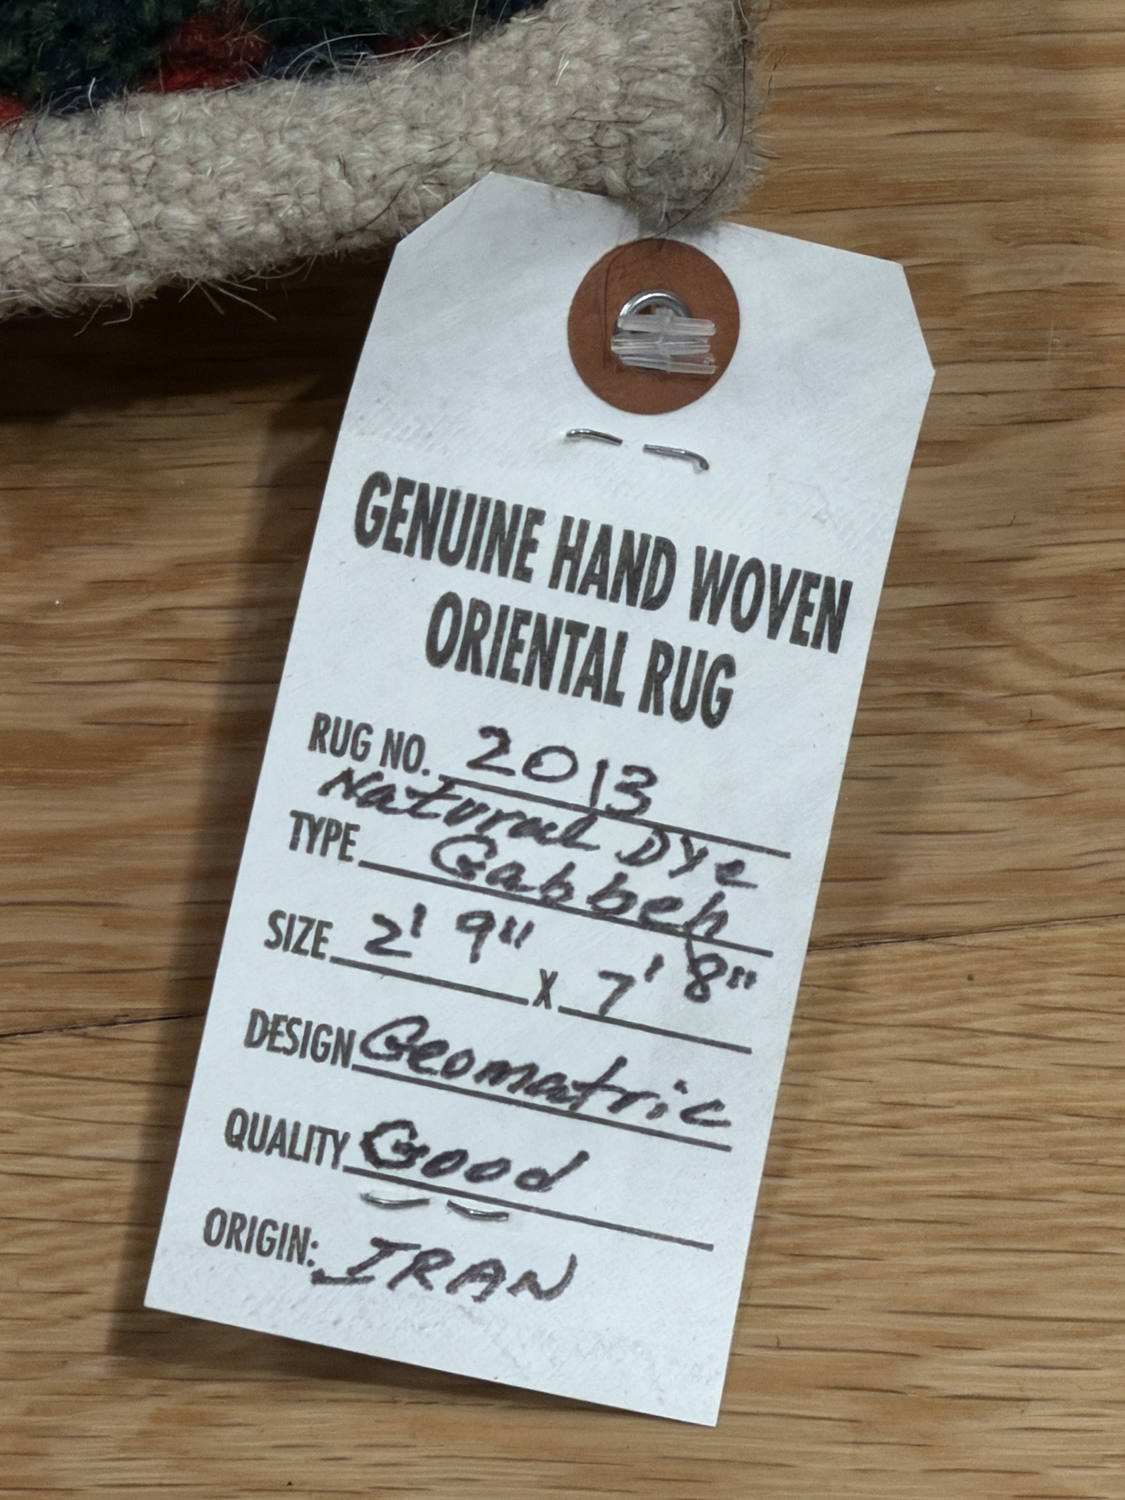 GENUINE HAND WOVEN
ORIENTAL RUG
RUG NO. 2013
Natural Dye
TYPE Gabbeh
SIZE 2' 9" X 7' 8"
DESIGN Geomatric
QUALITY Good
ORIGIN: IRAN